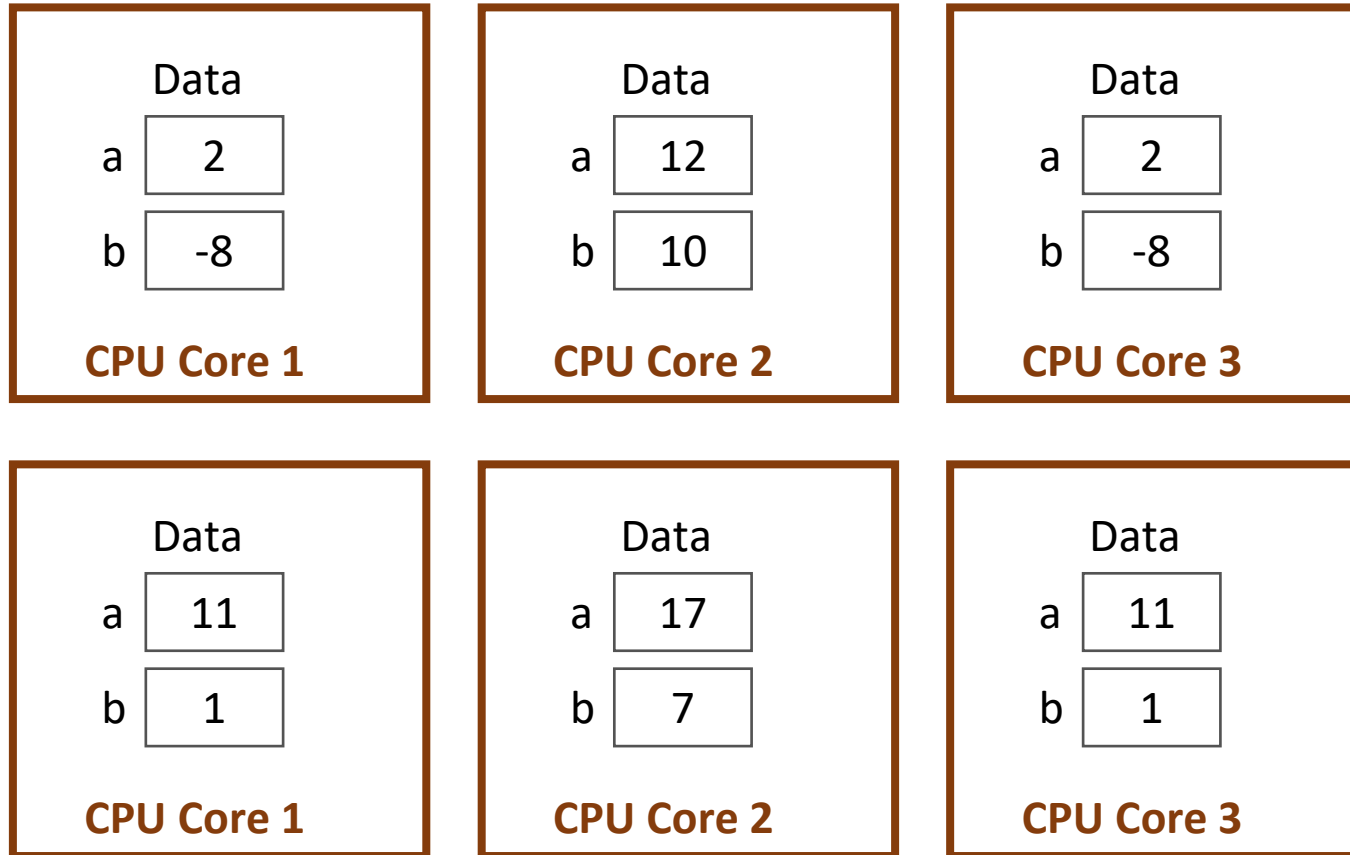 Data
a 2
b -8
CPU Core 1
Data
a 12
b 10
CPU Core 2
Data
a 2
b -8
CPU Core 3
Data
a 11
b 1
CPU Core 1
Data
a 17
b 7
CPU Core 2
Data
a 11
b 1
CPU Core 3